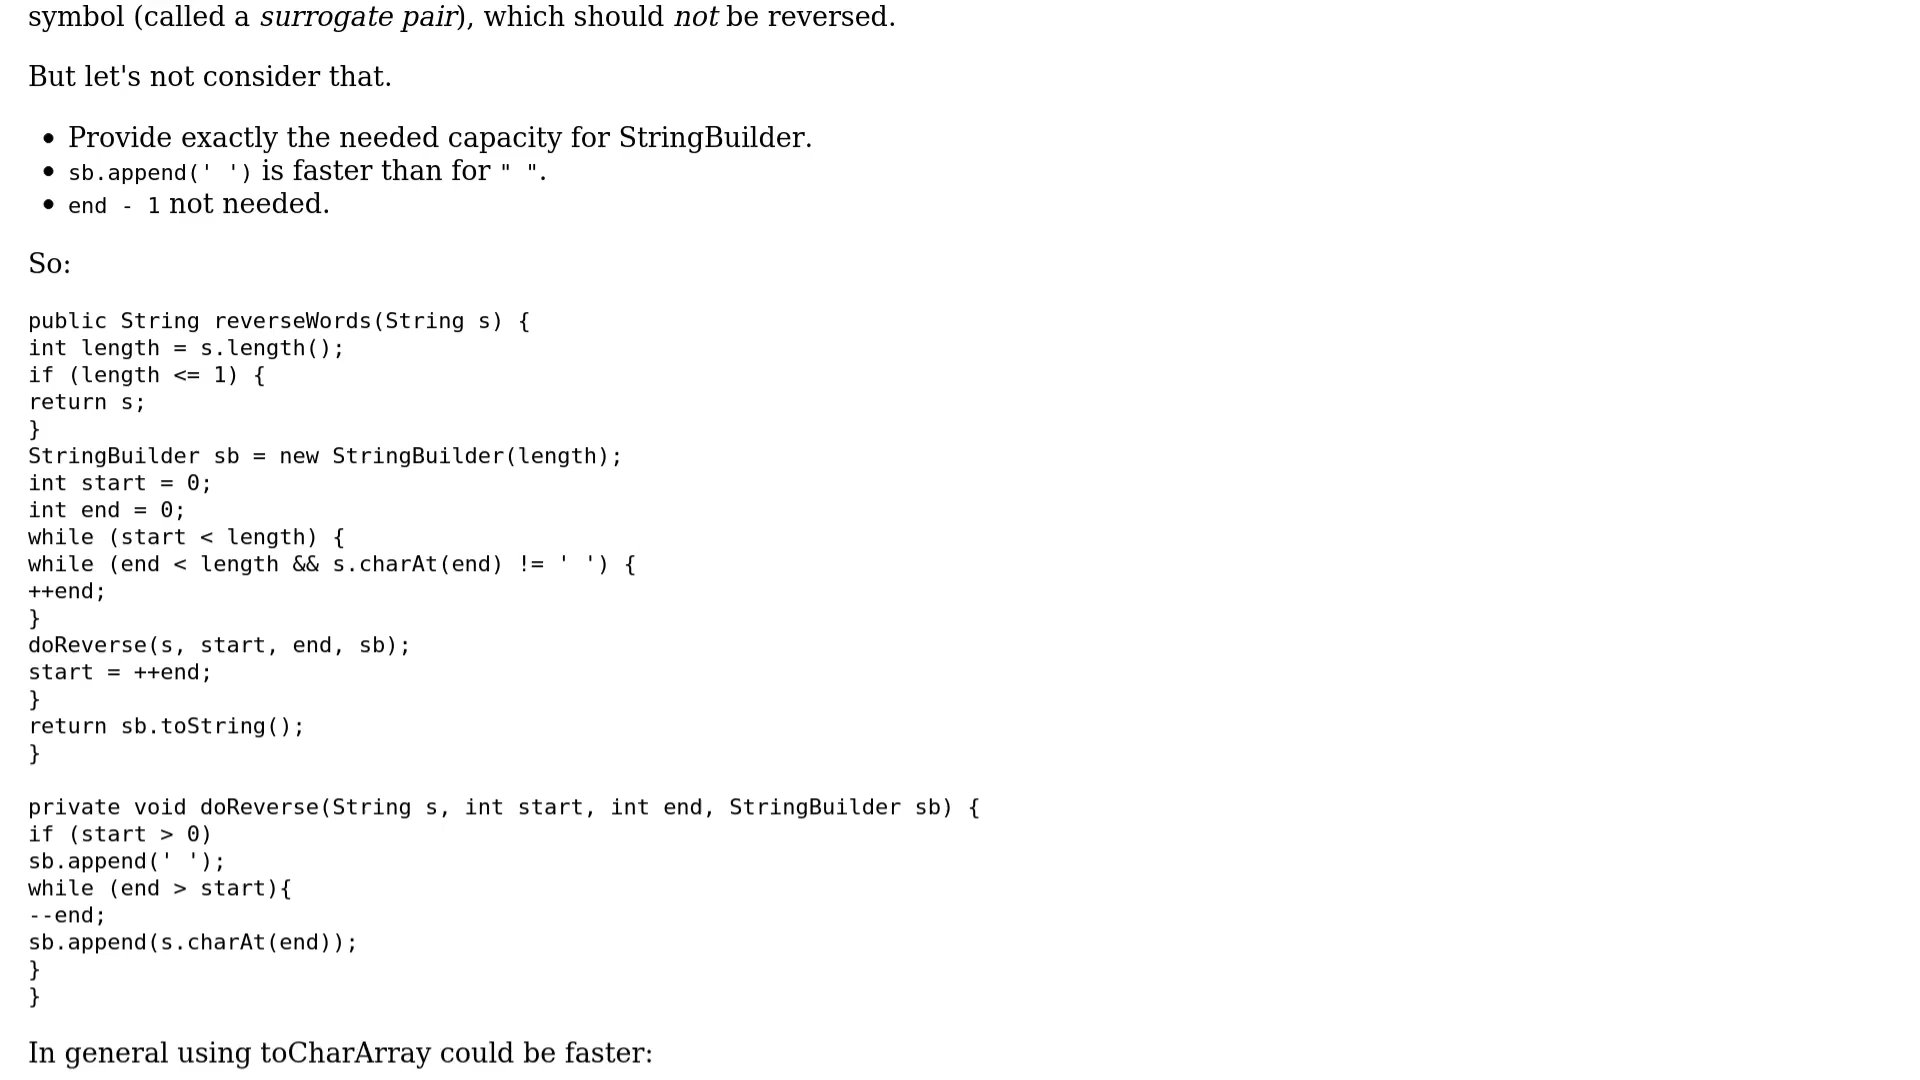 symbol (called a surrogate pair), which should not be reversed.
But let's not consider that.
• Provide exactly the needed capacity for StringBuilder.
• sb.append(' ') is faster than for " ".
• end - 1 not needed.
So:
public String reverseWords(String s) {
int length = s.length();
if (length <= 1) {
return s;
}
StringBuilder sb = new StringBuilder(length);
int start = 0;
int end = 0;
while (start < length) {
while (end < length && s.charAt(end) != ' ') {
++end;
}
doReverse(s, start, end, sb);
start = ++end;
}
return sb.toString();
}
private void doReverse(String s, int start, int end, StringBuilder sb) {
if (start > 0)
sb.append(' ');
while (end > start){
--end;
sb.append(s.charAt(end));
}
}
In general using toCharArray could be faster: